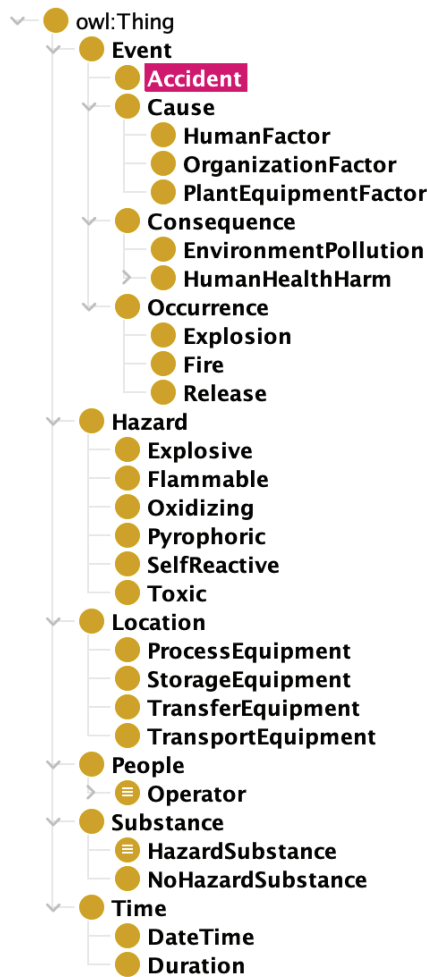 owl:Thing
Event
Accident
Cause
HumanFactor
OrganizationFactor
PlantEquipmentFactor
Consequence
EnvironmentPollution
HumanHealthHarm
Occurrence
Explosion
Fire
Release
Hazard
Explosive
Flammable
Oxidizing
Pyrophoric
SelfReactive
Toxic
Location
ProcessEquipment
StorageEquipment
TransferEquipment
TransportEquipment
People
Operator
Substance
HazardSubstance
NoHazardSubstance
Time
DateTime
Duration